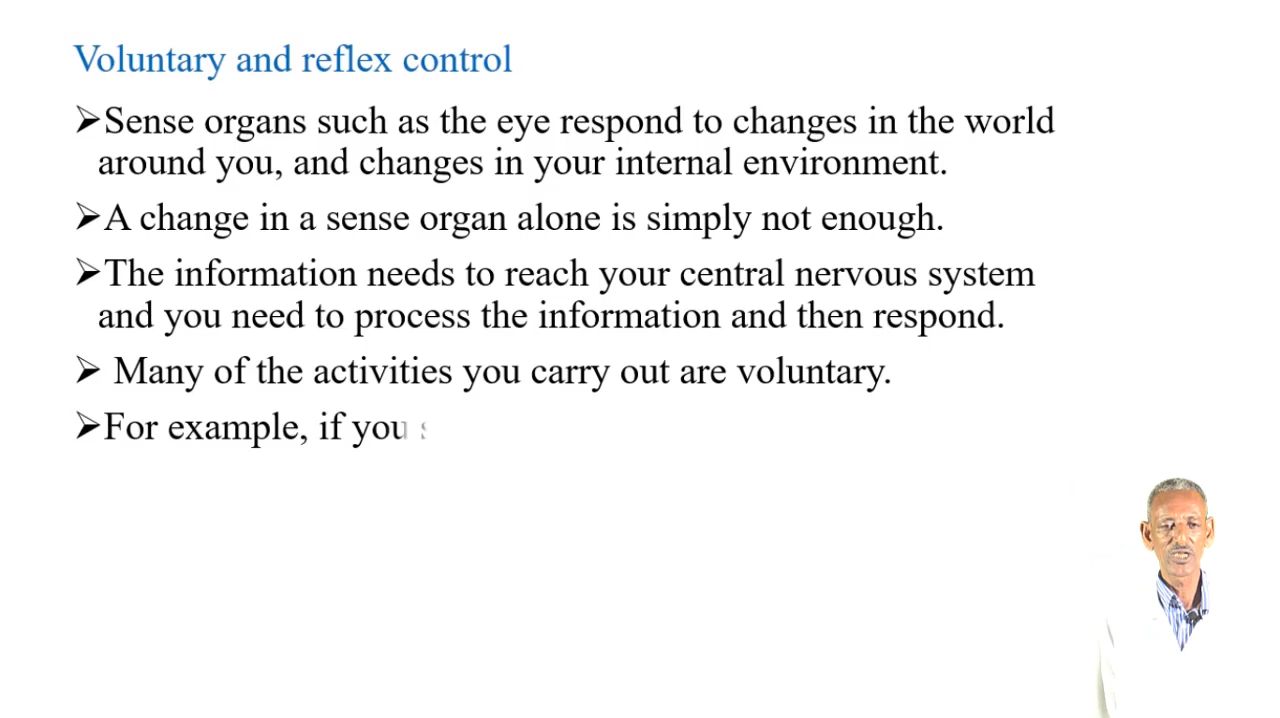 Voluntary and reflex control
➢Sense organs such as the eye respond to changes in the world
around you, and changes in your internal environment.
➢A change in a sense organ alone is simply not enough.
➢The information needs to reach your central nervous system
and you need to process the information and then respond.
➢ Many of the activities you carry out are voluntary.
➢For example, if you s